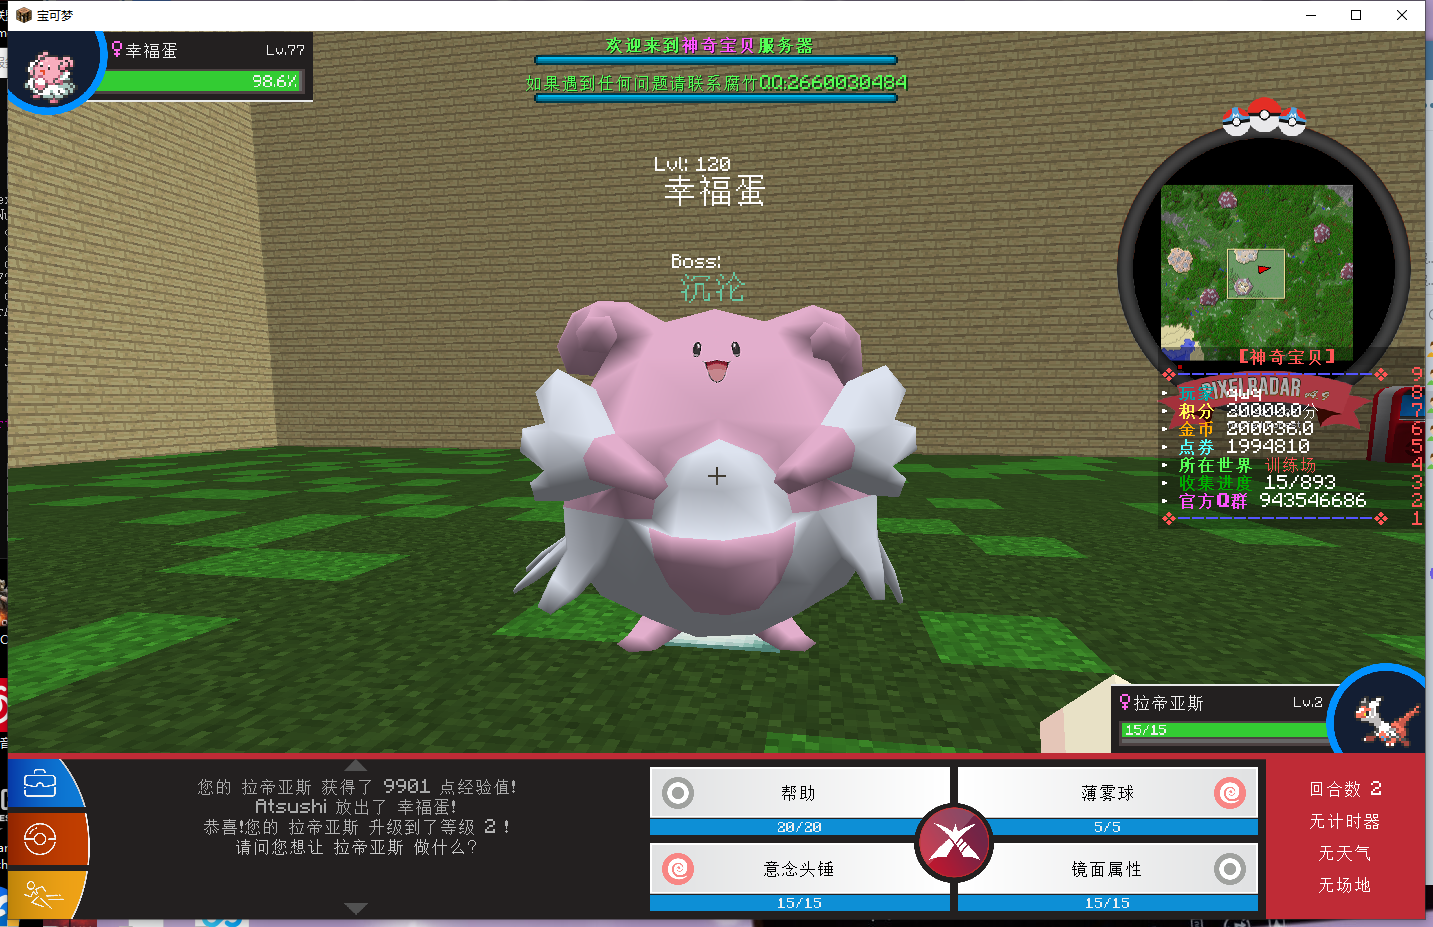 宝可梦
幸福蛋 Lv.77
98.6%
欢迎来到神奇宝贝服务器
如果遇到任何问题请联系腐竹QQ:2660030484
Lvl: 120
幸福蛋
Boss:
沉沦
[神奇宝贝]
PIXELRADAR
玩家 qwq
积分 20000.0分
金币 200036.0
点券 1994810
所在世界 训练场
收集进度 15/893
官方Q群 943546686
9
8
7
6
5
4
3
2
1
拉帝亚斯 Lv.2
15/15
您的 拉帝亚斯 获得了 9901 点经验值!
Atsushi 放出了 幸福蛋!
恭喜!您的 拉帝亚斯 升级到了等级 2 !
请问您想让 拉帝亚斯 做什么?
帮助
20/20
薄雾球
5/5
意念头锤
15/15
镜面属性
15/15
回合数 2
无计时器
无天气
无场地